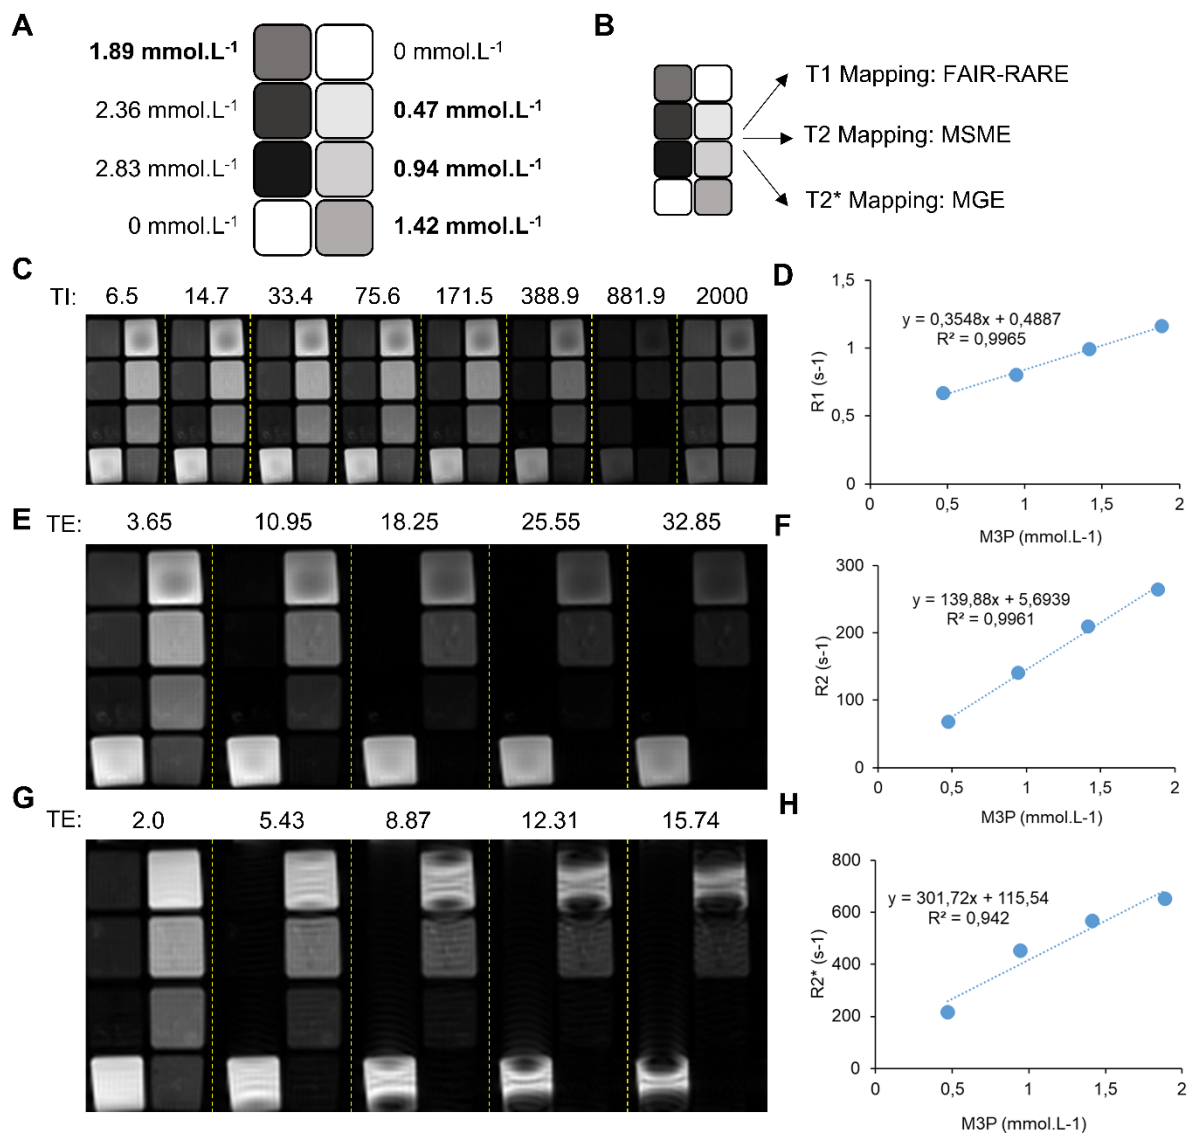 A
1.89 mmol.L-1
0 mmol.L-1
2.36 mmol.L-1
0.47 mmol.L-1
2.83 mmol.L-1
0.94 mmol.L-1
0 mmol.L-1
1.42 mmol.L-1
B
T1 Mapping: FAIR-RARE
T2 Mapping: MSME
T2* Mapping: MGE
C
TI: 6.5 14.7 33.4 75.6 171.5 388.9 881.9 2000
D
1,5
1
0,5
0
R1 (s-1)
y = 0,3548x + 0,4887
R² = 0,9965
0 0,5 1 1,5 2
M3P (mmol.L-1)
E
TE: 3.65 10.95 18.25 25.55 32.85
F
300
200
100
0
R2 (s-1)
y = 139,88x + 5,6939
R² = 0,9961
0 0,5 1 1,5 2
M3P (mmol.L-1)
G
TE: 2.0 5.43 8.87 12.31 15.74
H
800
600
400
200
0
R2* (s-1)
y = 301,72x + 115,54
R² = 0,942
0 0,5 1 1,5 2
M3P (mmol.L-1)